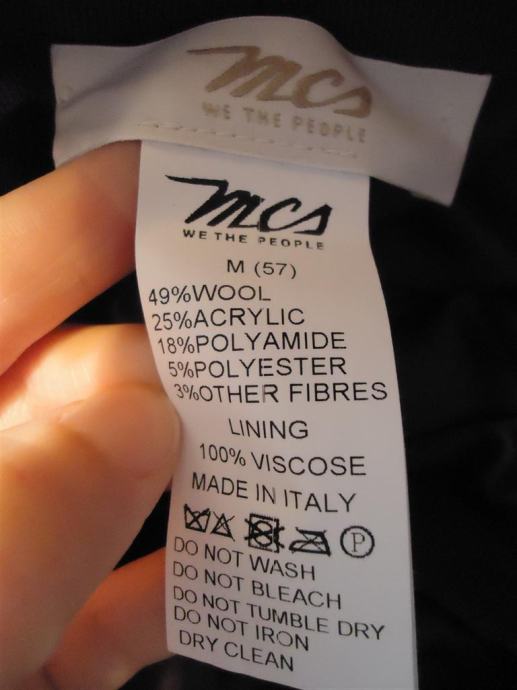 mcs
WE THE PEOPLE
mcs
WE THE PEOPLE
M (57)
49%WOOL
25%ACRYLIC
18%POLYAMIDE
5%POLYESTER
3%OTHER FIBRES
LINING
100% VISCOSE
MADE IN ITALY
P
DO NOT WASH
DO NOT BLEACH
DO NOT TUMBLE DRY
DO NOT IRON
DRY CLEAN